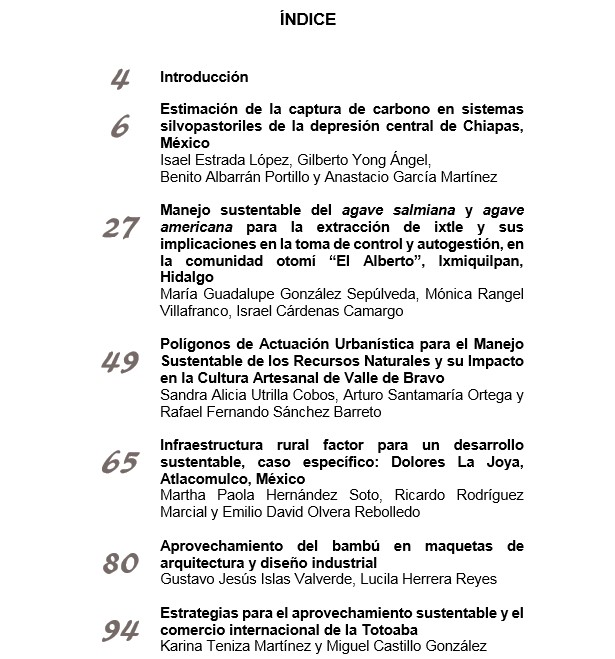 ÍNDICE
4 Introducción
6 Estimación de la captura de carbono en sistemas
silvopastoriles de la depresión central de Chiapas,
México
Isael Estrada López, Gilberto Yong Ángel,
Benito Albarrán Portillo y Anastacio García Martínez
27 Manejo sustentable del agave salmiana y agave
americana para la extracción de ixtle y sus
implicaciones en la toma de control y autogestión, en
la comunidad otomí “El Alberto”, Ixmiquilpan,
Hidalgo
María Guadalupe González Sepúlveda, Mónica Rangel
Villafranco, Israel Cárdenas Camargo
49 Polígonos de Actuación Urbanística para el Manejo
Sustentable de los Recursos Naturales y su Impacto
en la Cultura Artesanal de Valle de Bravo
Sandra Alicia Utrilla Cobos, Arturo Santamaría Ortega y
Rafael Fernando Sánchez Barreto
65 Infraestructura rural factor para un desarrollo
sustentable, caso específico: Dolores La Joya,
Atlacomulco, México
Martha Paola Hernández Soto, Ricardo Rodríguez
Marcial y Emilio David Olvera Rebolledo
80 Aprovechamiento del bambú en maquetas de
arquitectura y diseño industrial
Gustavo Jesús Islas Valverde, Lucila Herrera Reyes
94 Estrategias para el aprovechamiento sustentable y el
comercio internacional de la Totoaba
Karina Teniza Martínez y Miguel Castillo González